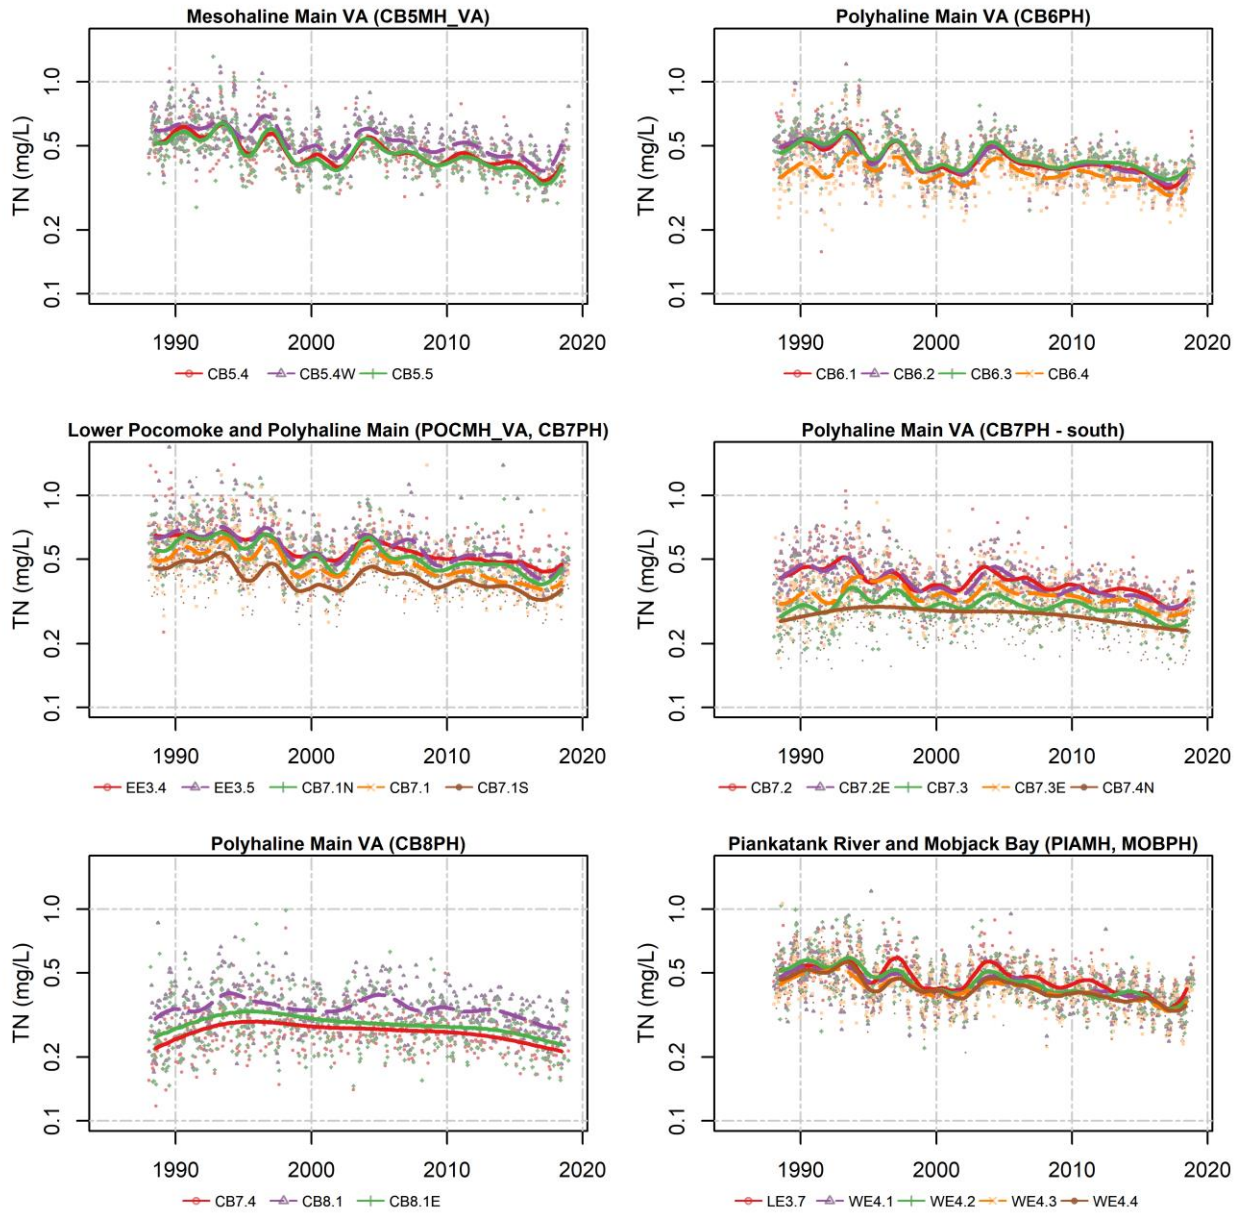 Mesohaline Main VA (CB5MH_VA)
TN (mg/L)
1.0
0.5
0.2
0.1
1990 2000 2010 2020
CB5.4 CB5.4W CB5.5
Polyhaline Main VA (CB6PH)
TN (mg/L)
1.0
0.5
0.2
0.1
1990 2000 2010 2020
CB6.1 CB6.2 CB6.3 CB6.4
Lower Pocomoke and Polyhaline Main (POCMH_VA, CB7PH)
TN (mg/L)
1.0
0.5
0.2
0.1
1990 2000 2010 2020
EE3.4 EE3.5 CB7.1N CB7.1 CB7.1S
Polyhaline Main VA (CB7PH - south)
TN (mg/L)
1.0
0.5
0.2
0.1
1990 2000 2010 2020
CB7.2 CB7.2E CB7.3 CB7.3E CB7.4N
Polyhaline Main VA (CB8PH)
TN (mg/L)
1.0
0.5
0.2
0.1
1990 2000 2010 2020
CB7.4 CB8.1 CB8.1E
Piankatank River and Mobjack Bay (PIAMH, MOBPH)
TN (mg/L)
1.0
0.5
0.2
0.1
1990 2000 2010 2020
LE3.7 WE4.1 WE4.2 WE4.3 WE4.4